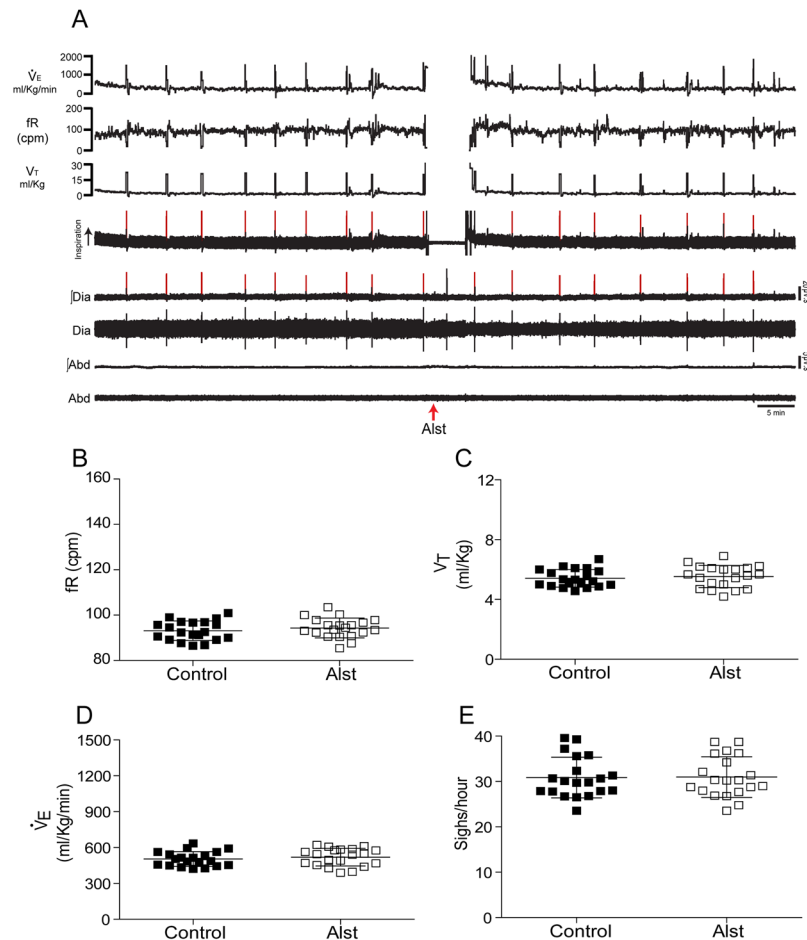 A
2000
1000
0
V̇E
ml/Kg/min
200
100
0
fR
(cpm)
30
15
0
VT
ml/Kg
Inspiration
∫Dia
Dia
∫Abd
Abd
5 min
Alst
B
160
140
120
100
80
fR (cpm)
Control
Alst
C
12
8
4
0
VT
(ml/Kg)
Control
Alst
D
1500
1200
900
600
300
0
V̇E
(ml/Kg/min)
Control
Alst
E
40
30
20
10
0
Sighs/hour
Control
Alst